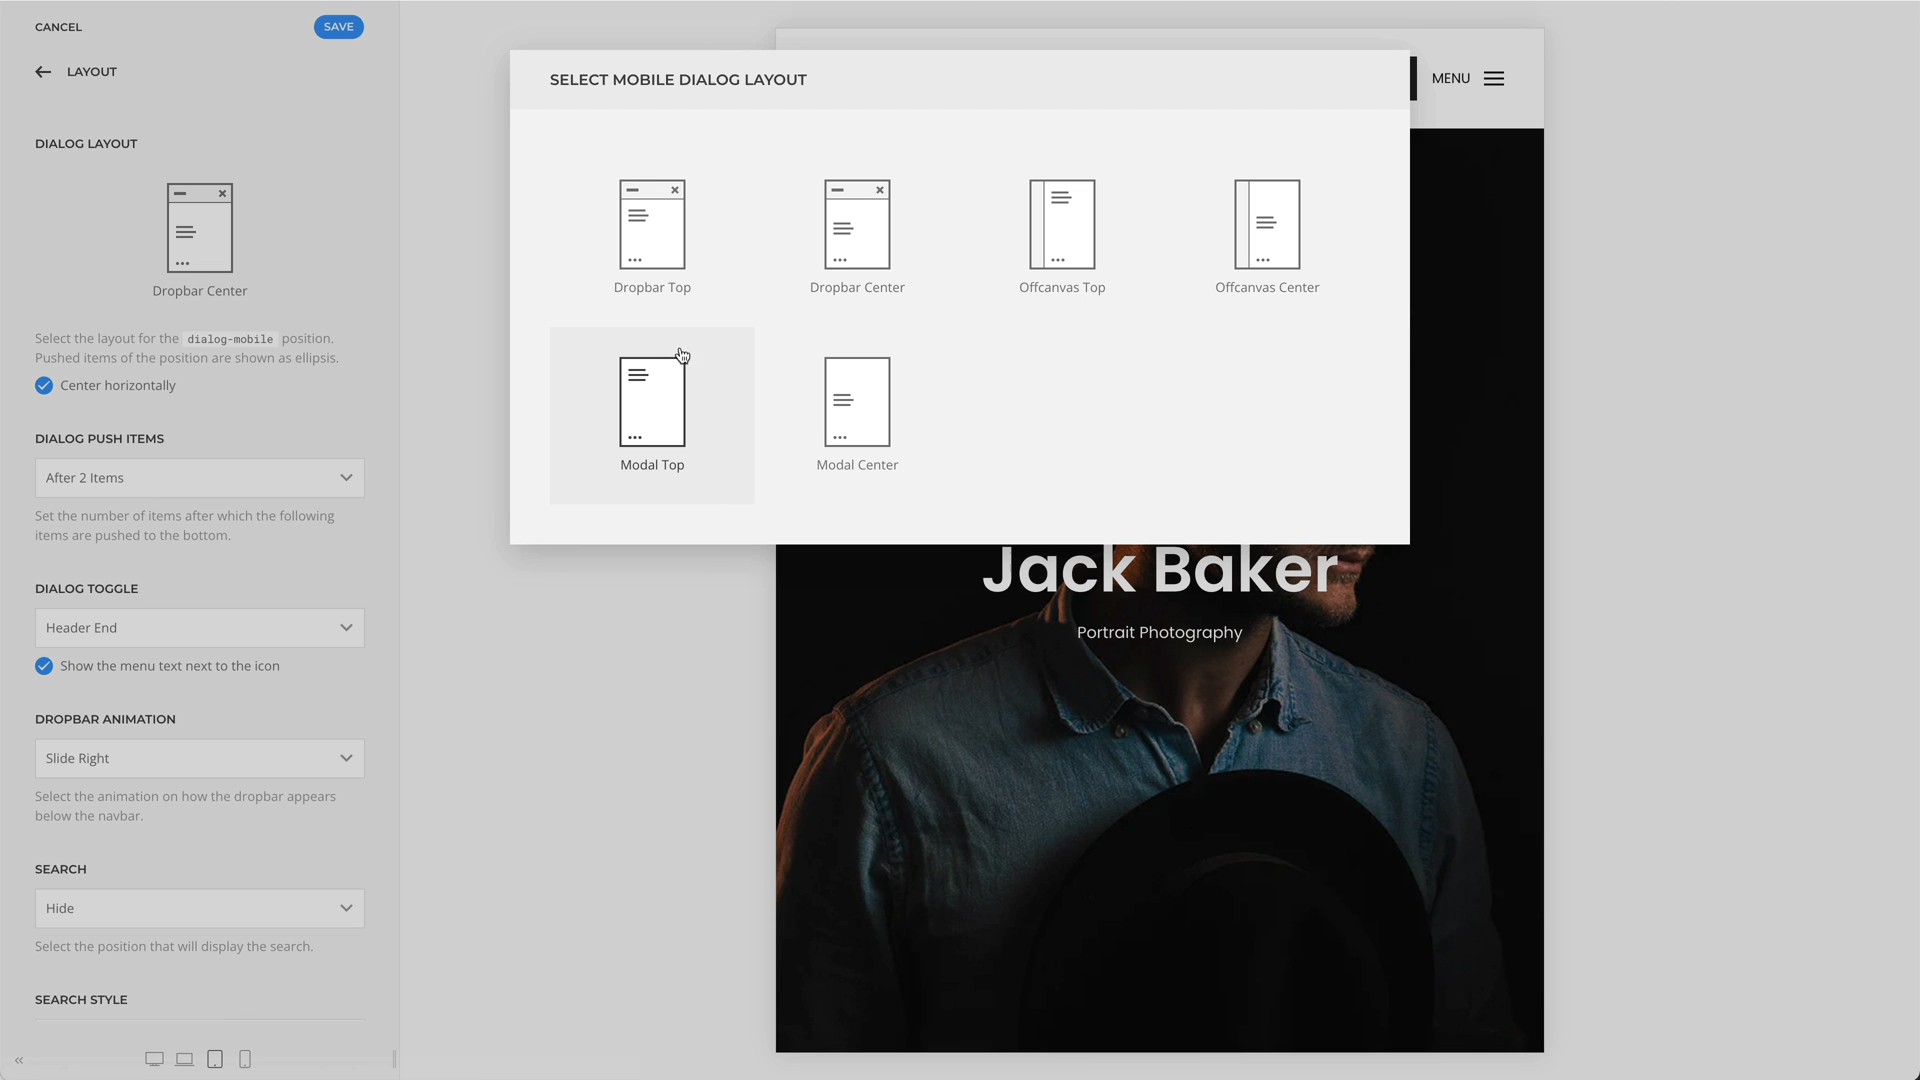 CANCEL
SAVE
LAYOUT
DIALOG LAYOUT
Dropbar Center
Select the layout for the dialog-mobile position.
Pushed items of the position are shown as ellipsis.
Center horizontally
DIALOG PUSH ITEMS
After 2 Items
Set the number of items after which the following
items are pushed to the bottom.
DIALOG TOGGLE
Header End
Show the menu text next to the icon
DROPBAR ANIMATION
Slide Right
Select the animation on how the dropbar appears
below the navbar.
SEARCH
Hide
Select the position that will display the search.
SEARCH STYLE
SELECT MOBILE DIALOG LAYOUT
Dropbar Top
Dropbar Center
Offcanvas Top
Offcanvas Center
Modal Top
Modal Center
MENU
Jack Baker
Portrait Photography